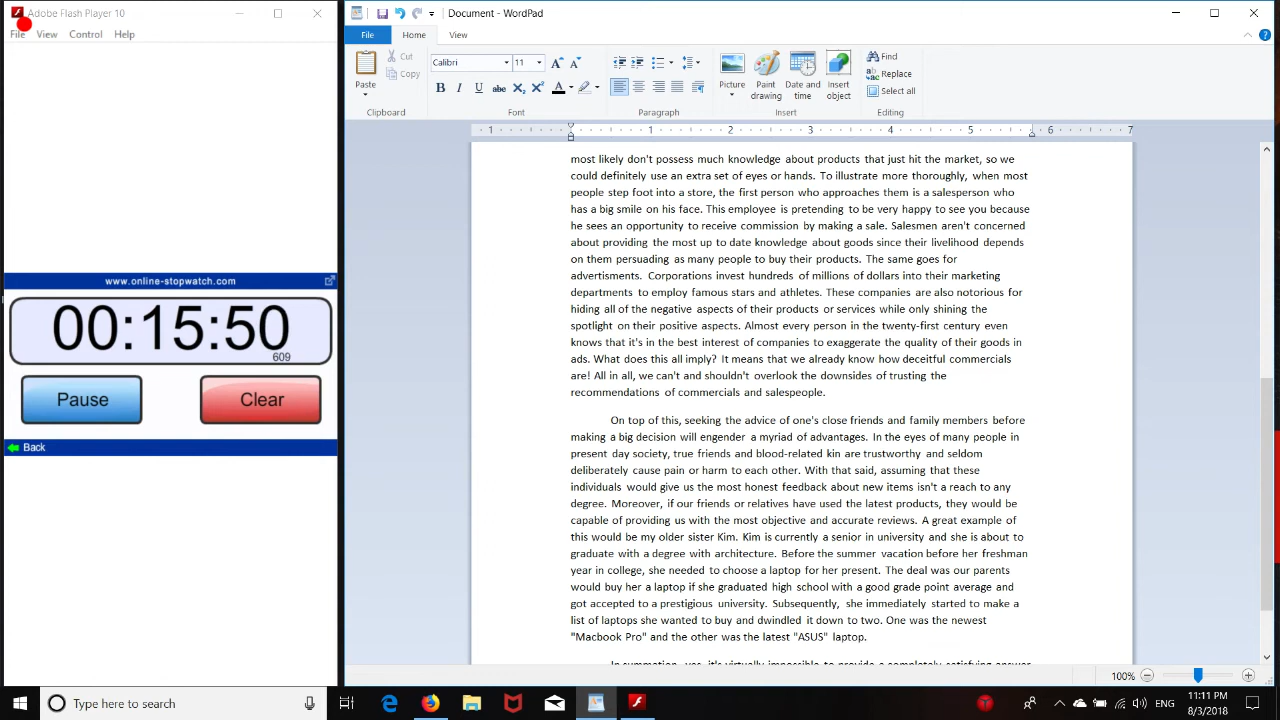 Adobe Flash Player 10
File View Control Help
www.online-stopwatch.com
00:15:50
609
Pause Clear
Back
Document - WordPad
File Home View
Paste
Cut
Copy
Clipboard
Calibri 11
B I U abc X2 X2 A
Font
Paragraph
Picture
Paint drawing
Date and time
Insert object
Insert
Find
Replace
Select all
Editing
1 1 2 3 4 5 6 7
most likely don't possess much knowledge about products that just hit the market, so we
could definitely use an extra set of eyes or hands. To illustrate more thoroughly, when most
people step foot into a store, the first person who approaches them is a salesperson who
has a big smile on his face. This employee is pretending to be very happy to see you because
he sees an opportunity to receive commission by making a sale. Salesmen aren't concerned
about providing the most up to date knowledge about goods since their livelihood depends
on them persuading as many people to buy their products. The same goes for
advertisments. Corporations invest hundreds of millions of dollars into their marketing
departments to employ famous stars and athletes. These companies are also notorious for
hiding all of the negative aspects of their products or services while only shining the
spotlight on their positive aspects. Almost every person in the twenty-first century even
knows that it's in the best interest of companies to exaggerate the quality of their goods in
ads. What does this all imply? It means that we already know how deceitful commercials
are! All in all, we can't and shouldn't overlook the downsides of trusting the
recommendations of commercials and salespeople.
On top of this, seeking the advice of one's close friends and family members before
making a big decision will engender a myriad of advantages. In the eyes of many people in
present day society, true friends and blood-related kin are trustworthy and seldom
deliberately cause pain or harm to each other. With that said, assuming that these
individuals would give us the most honest feedback about new items isn't a reach to any
degree. Moreover, if our friends or relatives have used the latest products, they would be
capable of providing us with the most objective and accurate reviews. A great example of
this would be my older sister Kim. Kim is currently a senior in university and she is about to
graduate with a degree with architecture. Before the summer vacation before her freshman
year in college, she needed to choose a laptop for her present. The deal was our parents
would buy her a laptop if she graduated high school with a good grade point average and
got accepted to a prestigious university. Subsequently, she immediately started to make a
list of laptops she wanted to buy and dwindled it down to two. One was the newest
"Macbook Pro" and the other was the latest "ASUS" laptop.
In summation, yes, it's virtually impossible to provide a completely satisfying answer
100%
Type here to search
ENG
11:11 PM
8/3/2018